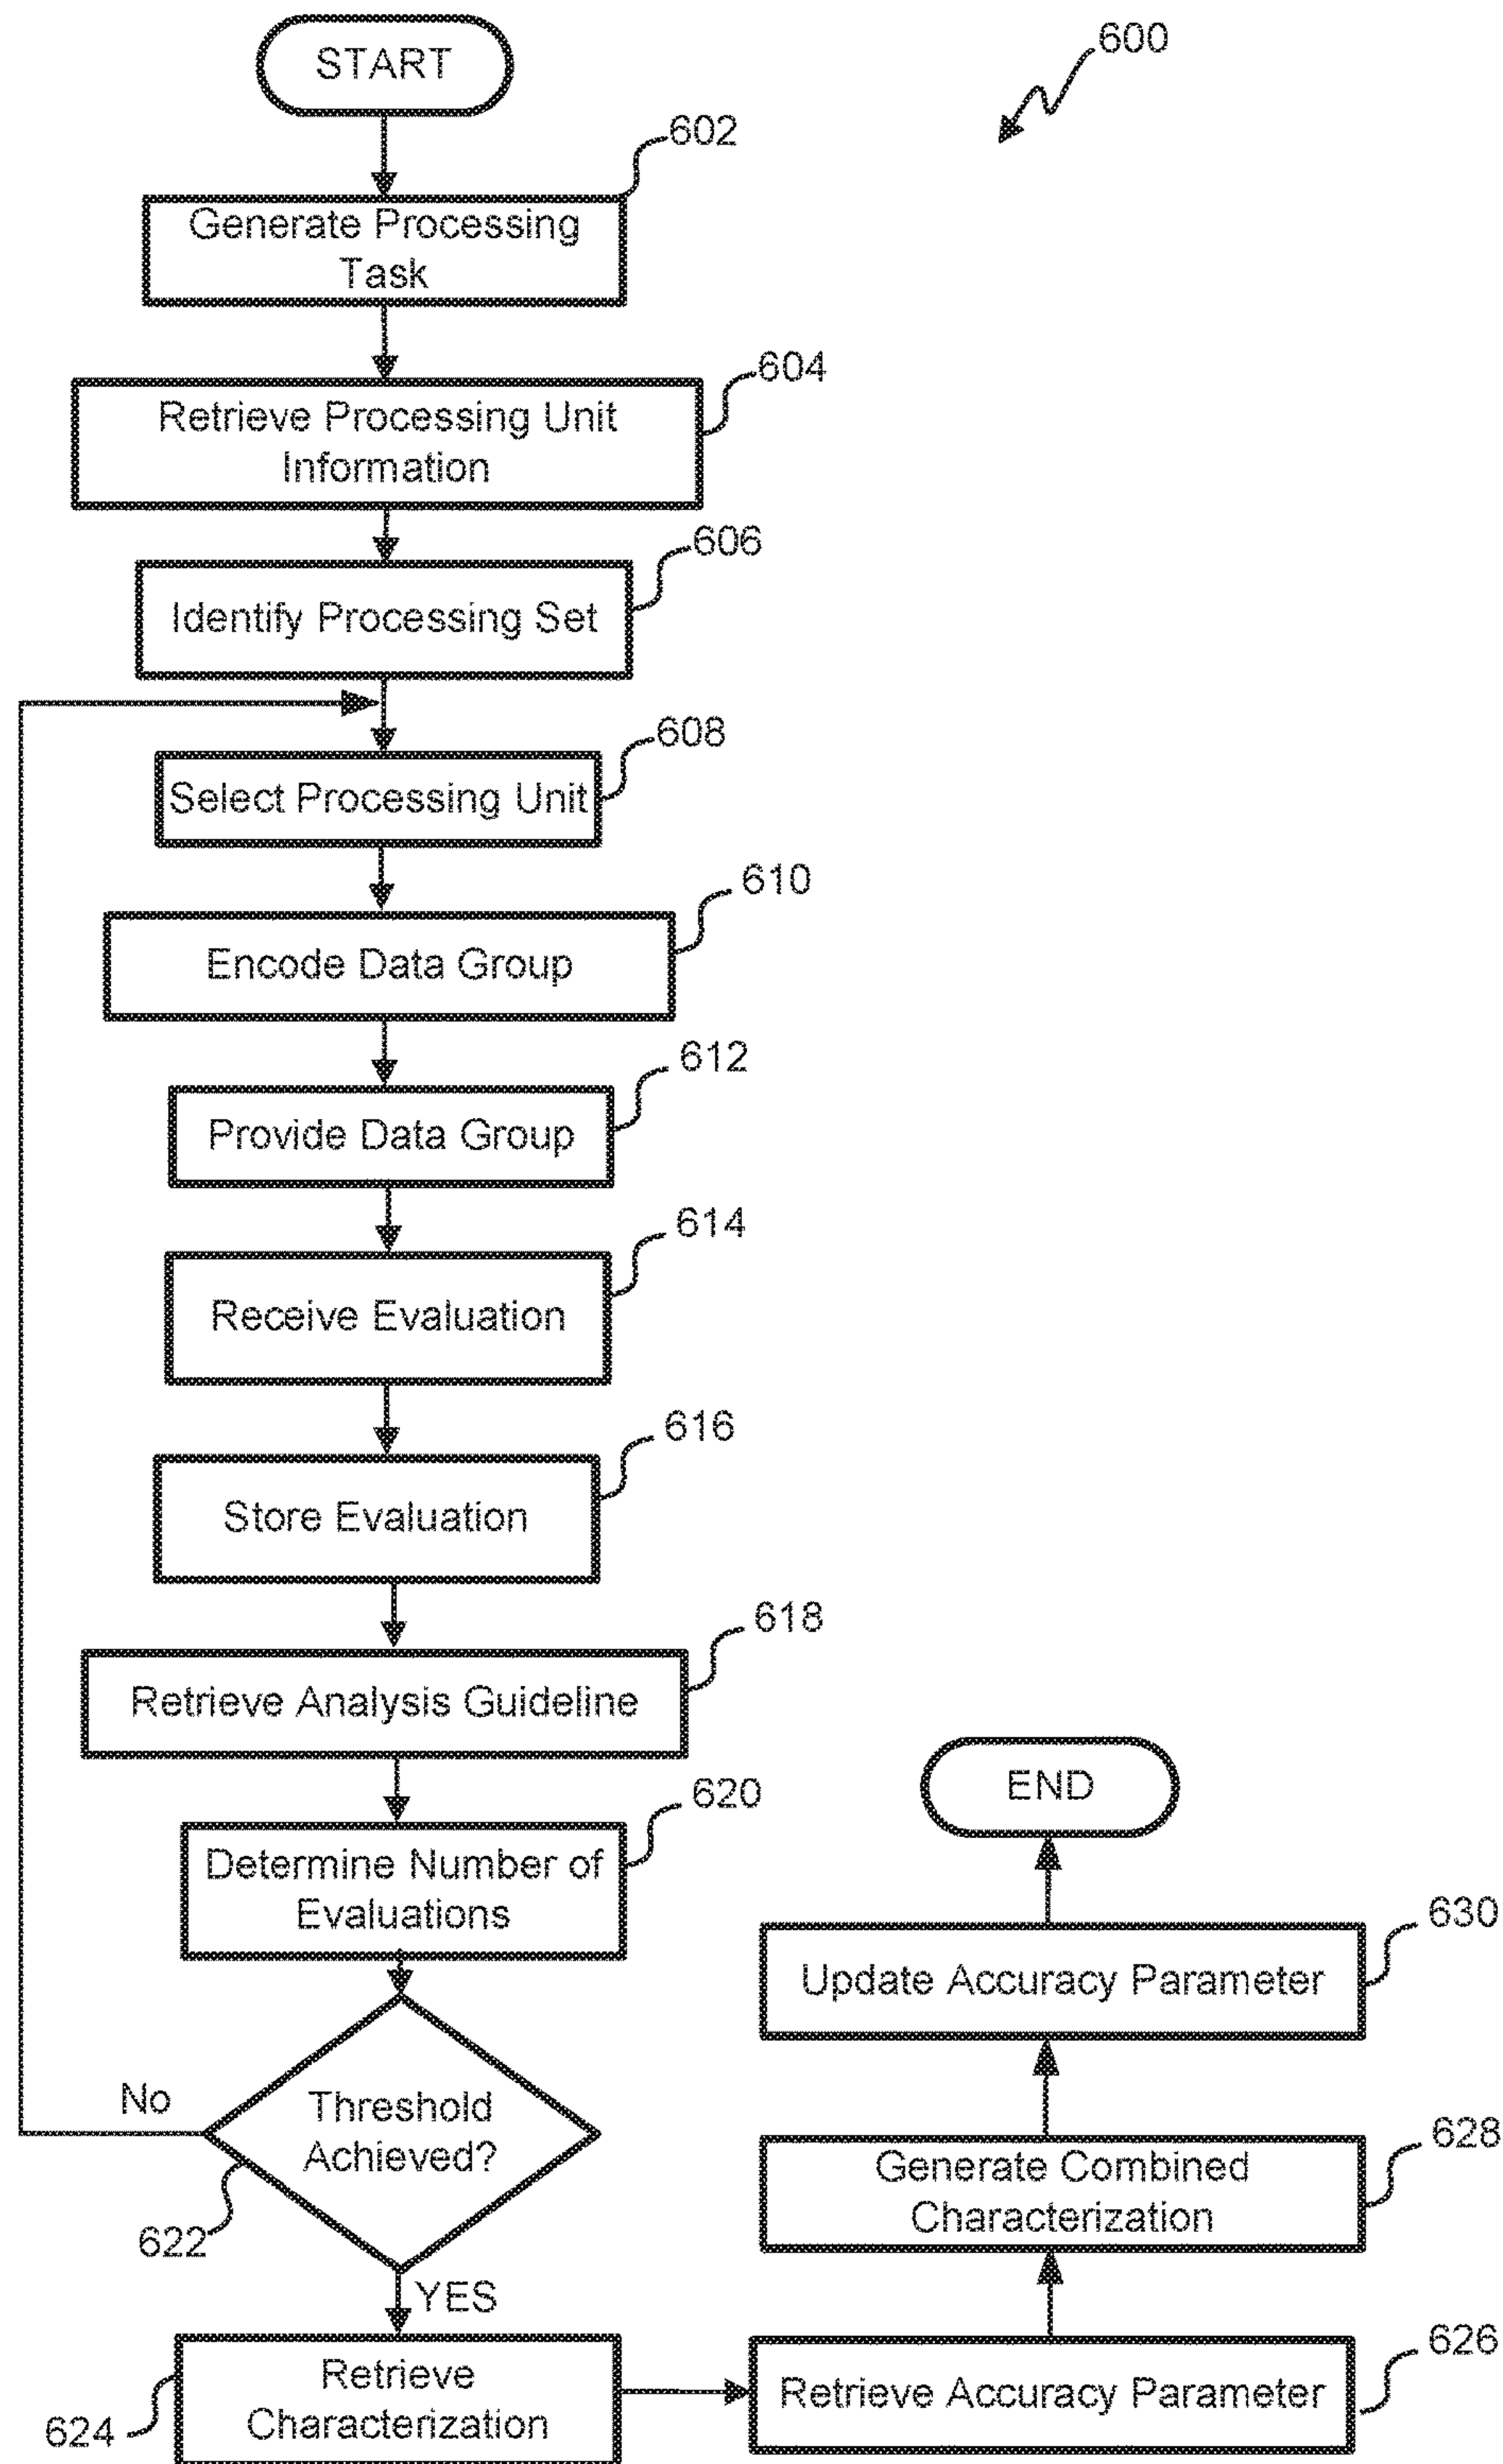 START
600
602
Generate Processing
Task
604
Retrieve Processing Unit
Information
606
Identify Processing Set
608
Select Processing Unit
610
Encode Data Group
612
Provide Data Group
614
Receive Evaluation
616
Store Evaluation
618
Retrieve Analysis Guideline
620
Determine Number of
Evaluations
No
Threshold
Achieved?
622
YES
624
Retrieve
Characterization
626
Retrieve Accuracy Parameter
628
Generate Combined
Characterization
630
Update Accuracy Parameter
END